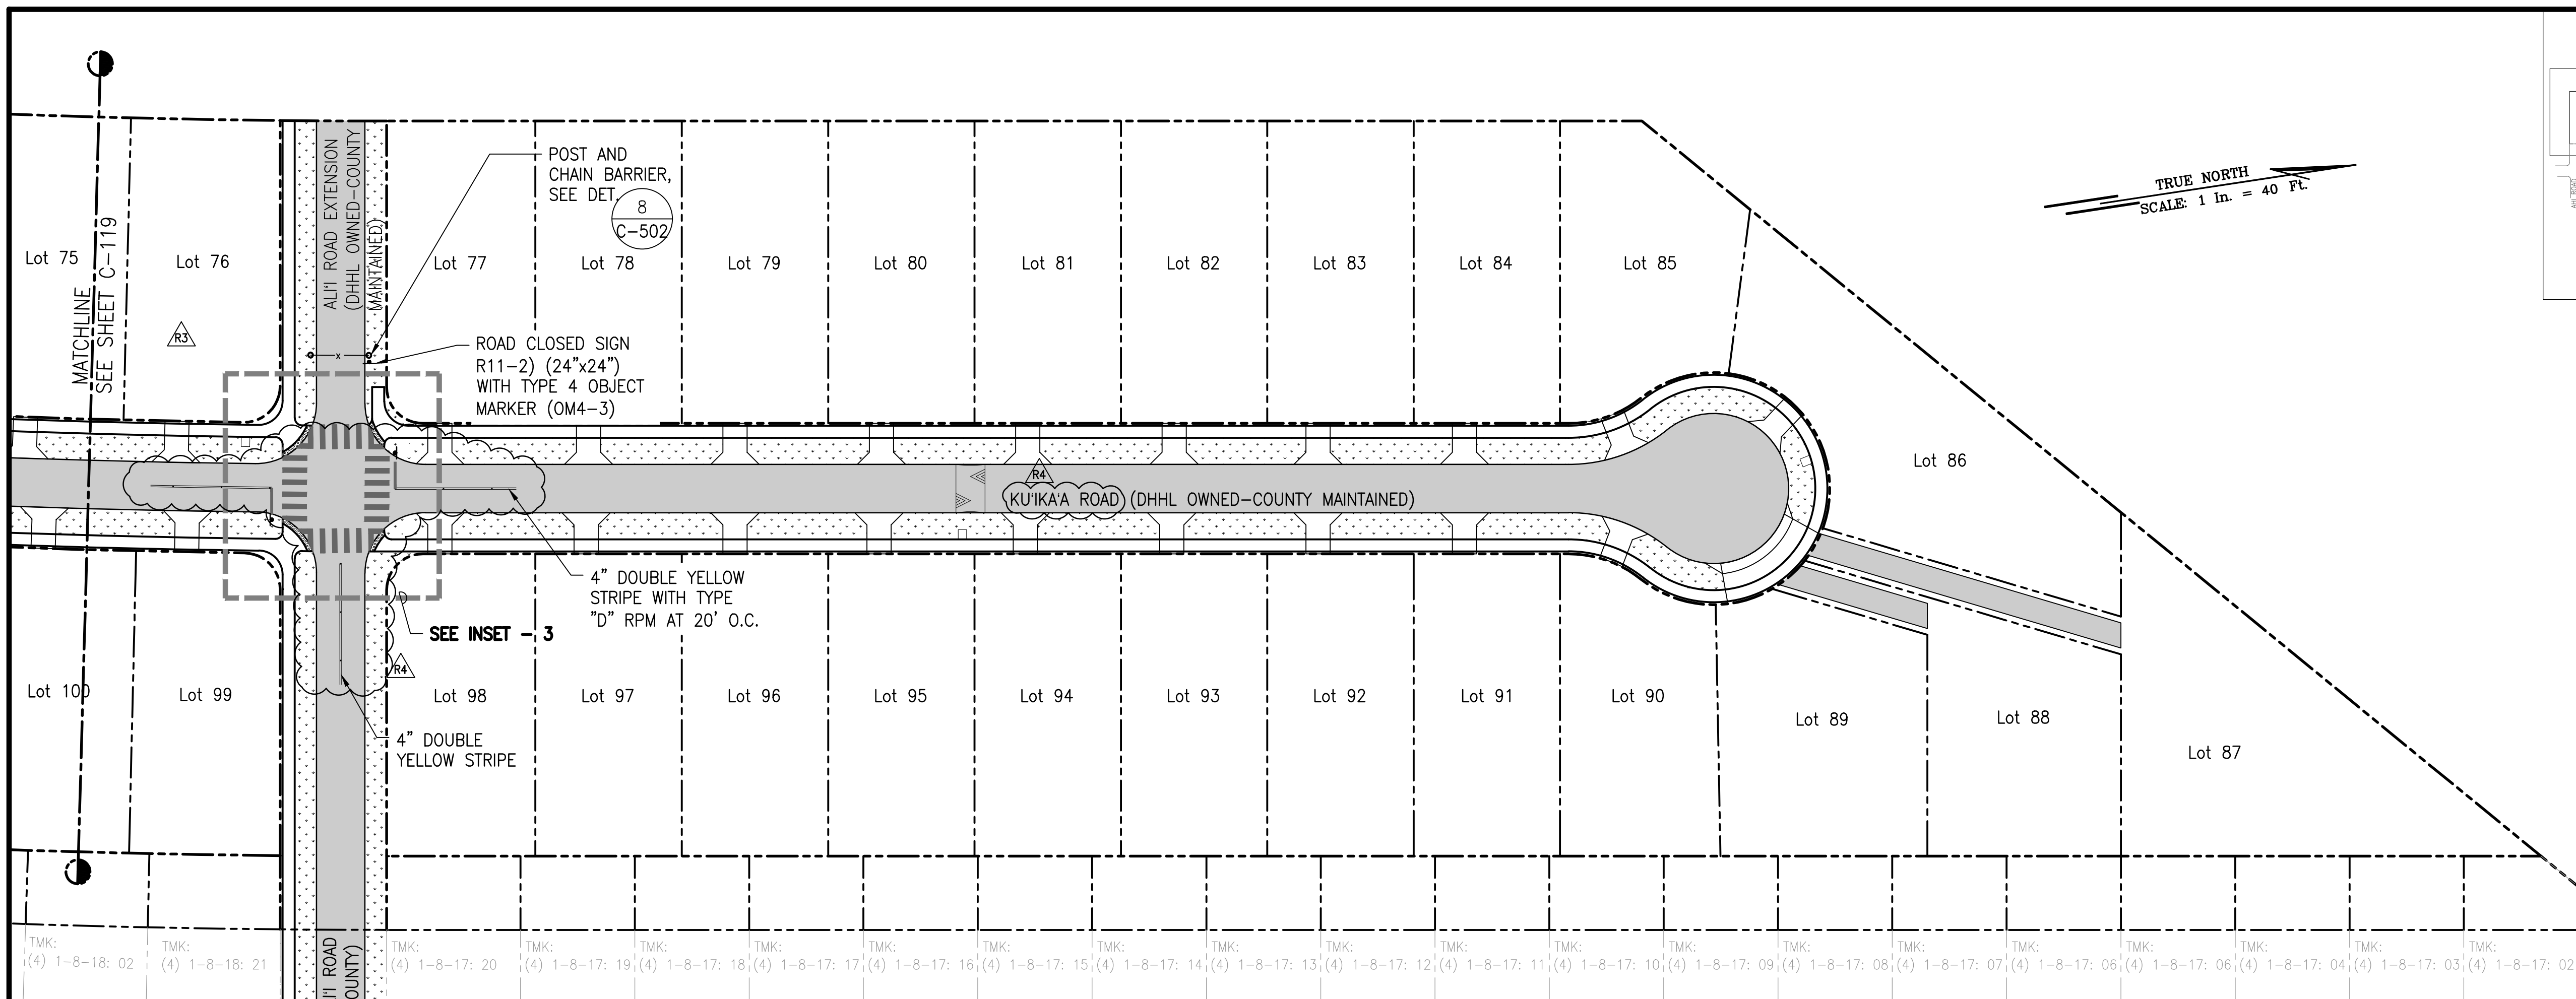 TRUE NORTH
SCALE: 1 In. = 40 Ft.
MATCHLINE
SEE SHEET C-119
Lot 75
Lot 76
R3
ALI'I ROAD EXTENSION
(DHHL OWNED-COUNTY
MAINTAINED)
POST AND
CHAIN BARRIER,
SEE DET.
8
C-502
x
ROAD CLOSED SIGN
R11-2) (24"x24")
WITH TYPE 4 OBJECT
MARKER (OM4-3)
Lot 77
Lot 78
Lot 79
Lot 80
Lot 81
Lot 82
Lot 83
Lot 84
Lot 85
Lot 86
R4
KU'IKA'A ROAD (DHHL OWNED-COUNTY MAINTAINED)
4" DOUBLE YELLOW
STRIPE WITH TYPE
"D" RPM AT 20' O.C.
SEE INSET - 3
R4
Lot 100
Lot 99
Lot 98
Lot 97
Lot 96
Lot 95
Lot 94
Lot 93
Lot 92
Lot 91
Lot 90
Lot 89
Lot 88
Lot 87
4" DOUBLE
YELLOW STRIPE
I'I ROAD
OUNTY)
TMK:
(4) 1-8-18: 02
TMK:
(4) 1-8-18: 21
TMK:
(4) 1-8-17: 20
TMK:
(4) 1-8-17: 19
TMK:
(4) 1-8-17: 18
TMK:
(4) 1-8-17: 17
TMK:
(4) 1-8-17: 16
TMK:
(4) 1-8-17: 15
TMK:
(4) 1-8-17: 14
TMK:
(4) 1-8-17: 13
TMK:
(4) 1-8-17: 12
TMK:
(4) 1-8-17: 11
TMK:
(4) 1-8-17: 10
TMK:
(4) 1-8-17: 09
TMK:
(4) 1-8-17: 08
TMK:
(4) 1-8-17: 07
TMK:
(4) 1-8-17: 06
TMK:
(4) 1-8-17: 06
TMK:
(4) 1-8-17: 04
TMK:
(4) 1-8-17: 03
TMK:
(4) 1-8-17: 02